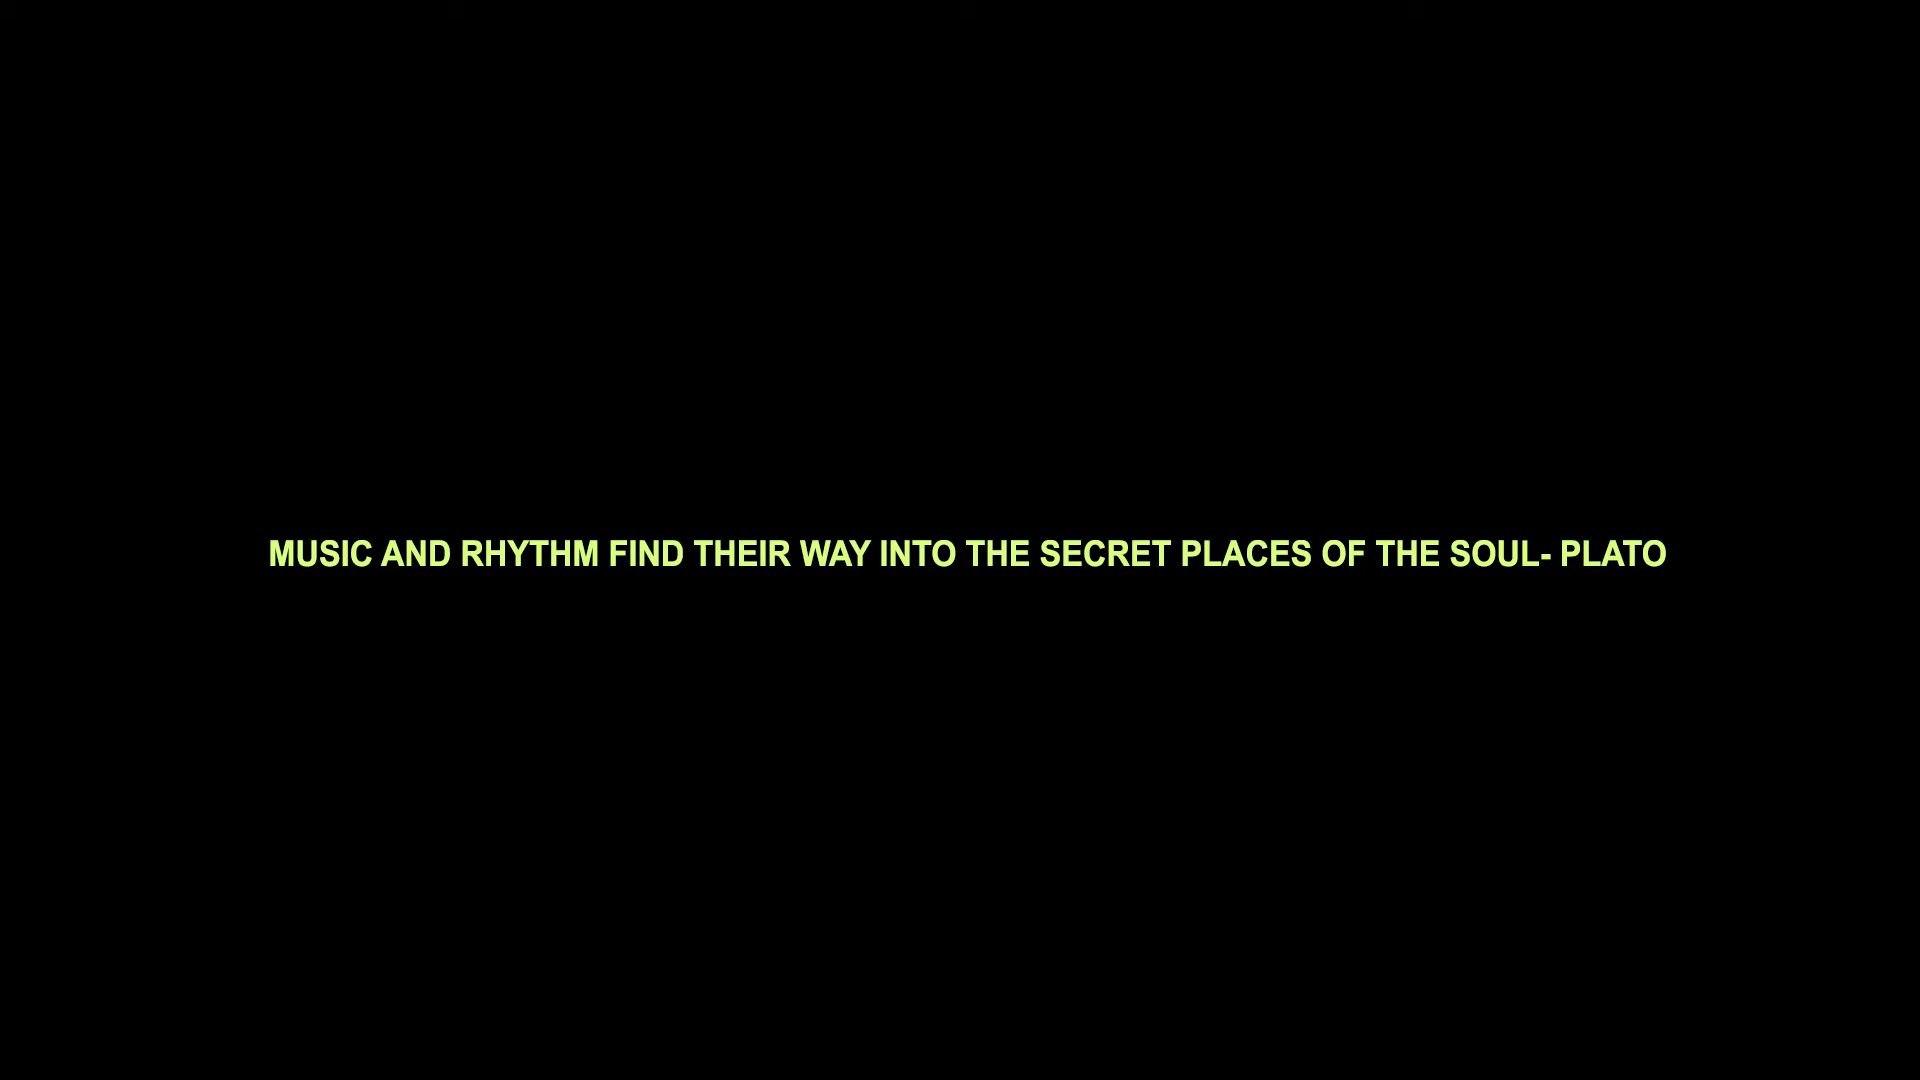 MUSIC AND RHYTHM FIND THEIR WAY INTO THE SECRET PLACES OF THE SOUL- PLATO